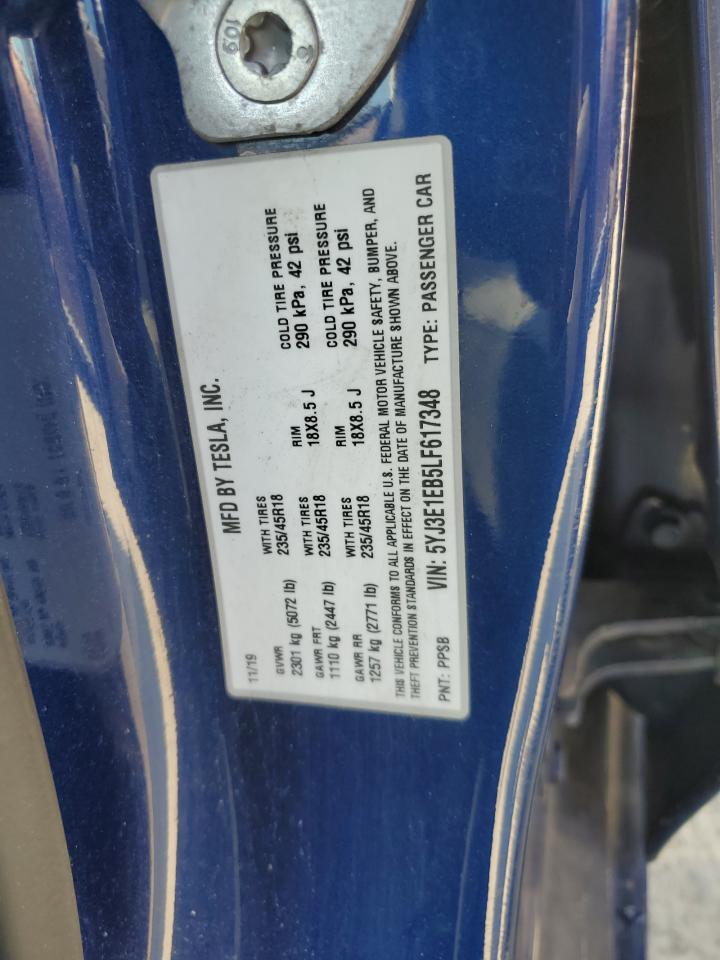 10.9
MFD BY TESLA, INC.
11/19
GVWR WITH TIRES RIM COLD TIRE PRESSURE
2301 kg (5072 lb) 235/45R18 18X8.5 J 290 kPa, 42 psi
GAWR FRT WITH TIRES RIM COLD TIRE PRESSURE
1110 kg (2447 lb) 235/45R18 18X8.5 J 290 kPa, 42 psi
GAWR RR WITH TIRES
1257 kg (2771 lb) 235/45R18
THIS VEHICLE CONFORMS TO ALL APPLICABLE U.S. FEDERAL MOTOR VEHICLE SAFETY, BUMPER, AND
THEFT PREVENTION STANDARDS IN EFFECT ON THE DATE OF MANUFACTURE SHOWN ABOVE.
PNT: PPSB VIN: 5YJ3E1EB5LF617348 TYPE: PASSENGER CAR